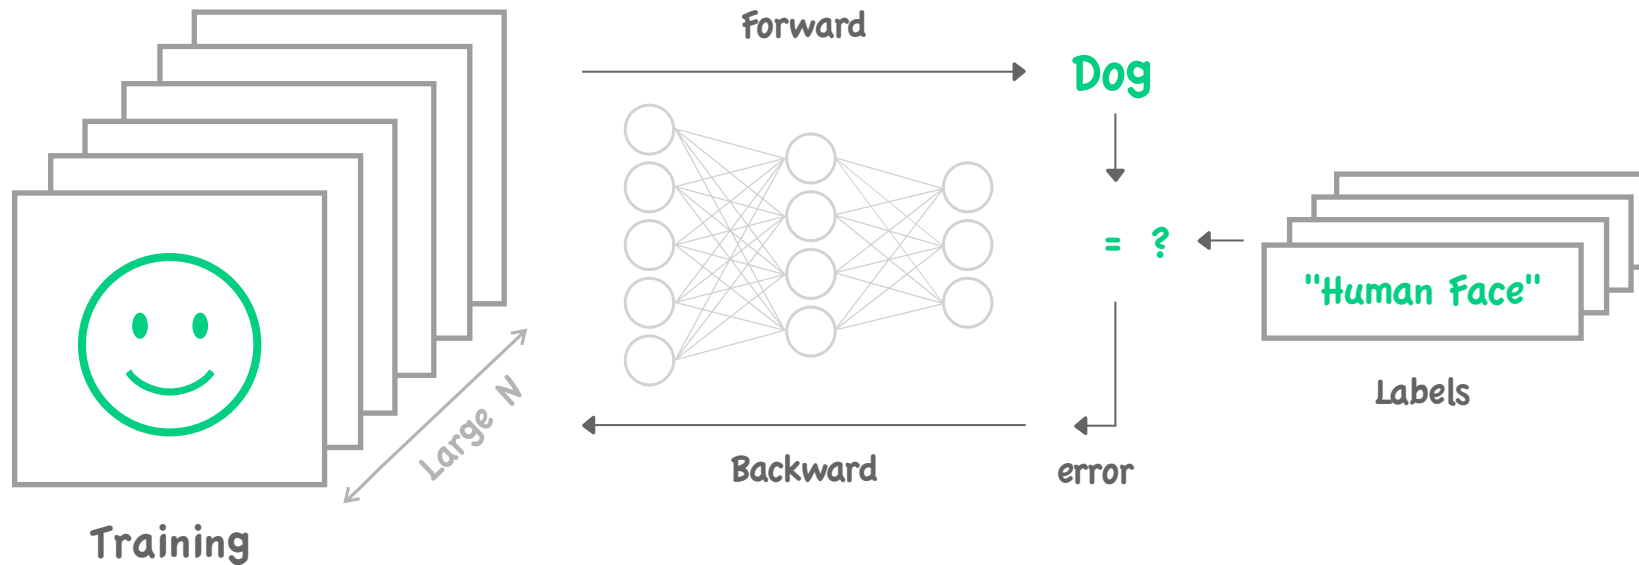 Forward
Dog
= ?
"Human Face"
Labels
Large N
Backward
error
Training